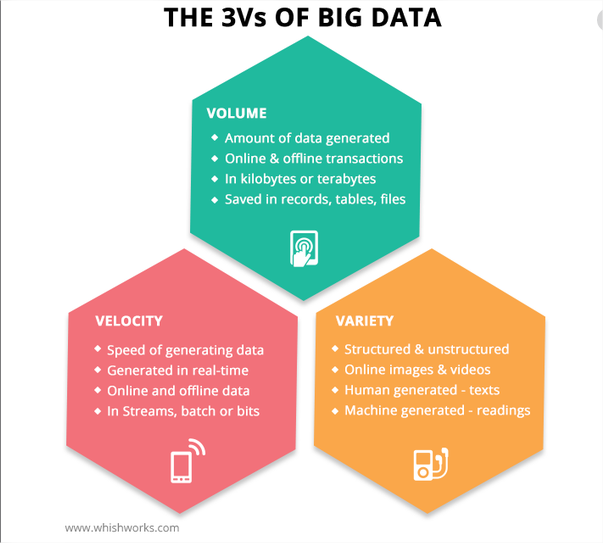 THE 3Vs OF BIG DATA
VOLUME
Amount of data generated
Online & offline transactions
In kilobytes or terabytes
Saved in records, tables, files
VELOCITY
Speed of generating data
Generated in real-time
Online and offline data
In Streams, batch or bits
VARIETY
Structured & unstructured
Online images & videos
Human generated - texts
Machine generated - readings
www.whishworks.com